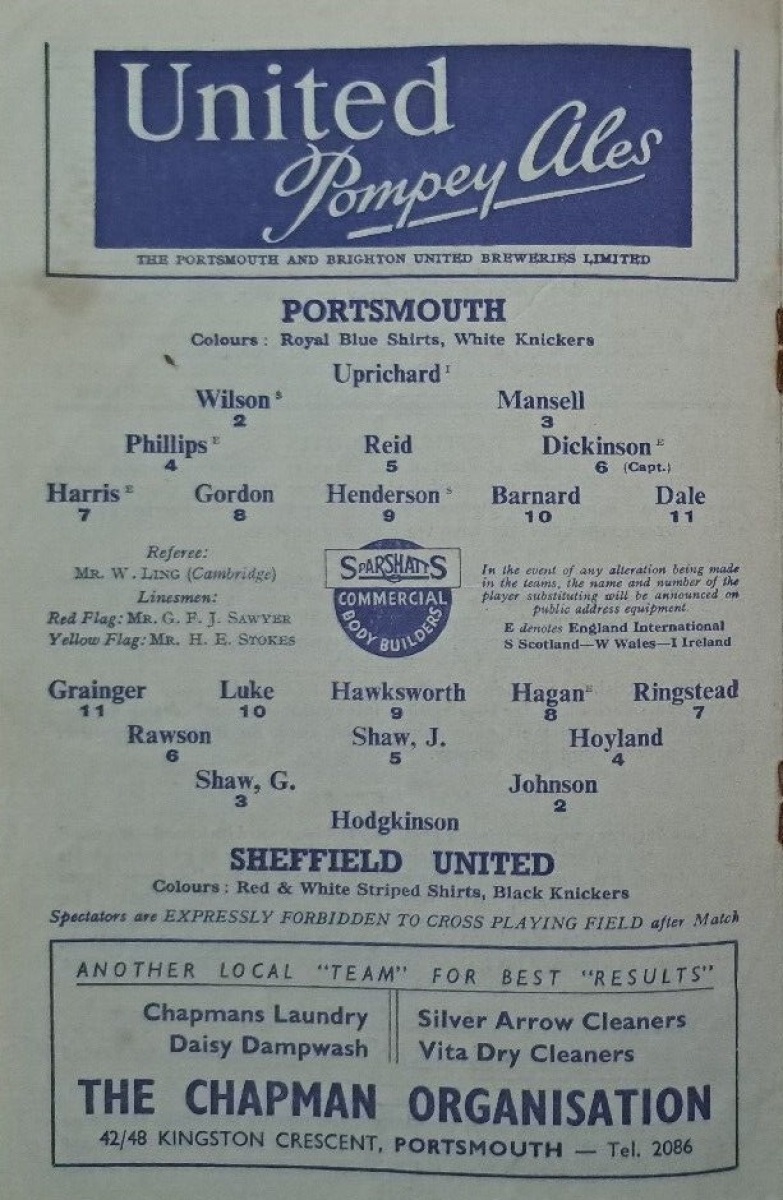 United
Pompey Ales
THE PORTSMOUTH AND BRIGHTON UNITED BREWERIES LIMITED
PORTSMOUTH
Colours : Royal Blue Shirts, White Knickers
Uprichard I
Wilson S Mansell
2 3
Phillips E Reid Dickinson E
4 5 6 (Capt.)
Harris E Gordon Henderson S Barnard Dale
7 8 9 10 11
Referee:
MR. W. LING (Cambridge)
Linesmen:
Red Flag: MR. G. F. J. SAWYER
Yellow Flag: MR. H. E. STOKES
SPARSHATTS
COMMERCIAL
BODY BUILDERS
In the event of any alteration being made
in the teams, the name and number of the
player substituting will be announced on
public address equipment.
E denotes England International
S Scotland—W Wales—I Ireland
Grainger Luke Hawksworth Hagan E Ringstead
11 10 9 8 7
Rawson Shaw, J. Hoyland
6 5 4
Shaw, G. Johnson
3 2
Hodgkinson
SHEFFIELD UNITED
Colours : Red & White Striped Shirts, Black Knickers
Spectators are EXPRESSLY FORBIDDEN TO CROSS PLAYING FIELD after Match
ANOTHER LOCAL "TEAM" FOR BEST "RESULTS"
Chapmans Laundry
Daisy Dampwash
Silver Arrow Cleaners
Vita Dry Cleaners
THE CHAPMAN ORGANISATION
42/48 KINGSTON CRESCENT, PORTSMOUTH — Tel. 2086